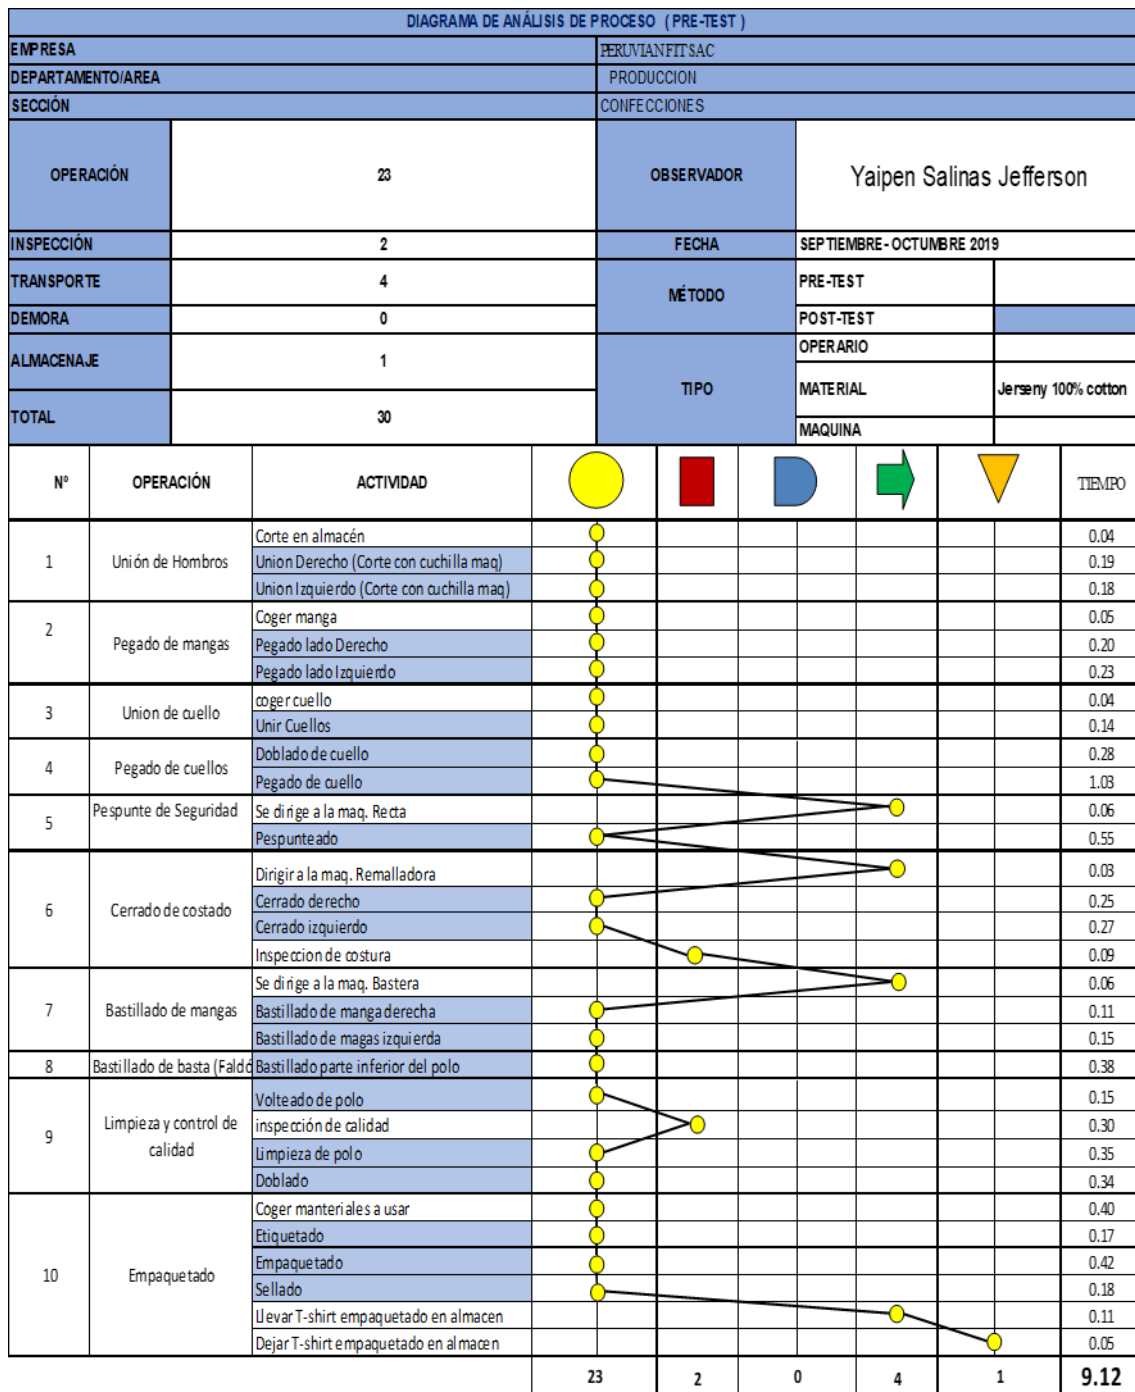 DIAGRAMA DE ANÁLISIS DE PROCESO ( PRE-TEST )
EMPRESA PERUVIAN FIT SAC
DEPARTAMENTO/AREA PRODUCCION
SECCIÓN CONFECCIONES
OPERACIÓN 23 OBSERVADOR Yaipen Salinas Jefferson
INSPECCIÓN 2 FECHA SEPTIEMBRE- OCTUMBRE 2019
TRANSPORTE 4 MÉTODO PRE-TEST
DEMORA 0 POST-TEST
ALMACENAJE 1 TIPO OPERARIO
MATERIAL Jerseny 100% cotton
TOTAL 30 MAQUINA
Nº OPERACIÓN ACTIVIDAD TIEMPO
1 Unión de Hombros Corte en almacén 0.04
Union Derecho (Corte con cuchilla maq) 0.19
Union Izquierdo (Corte con cuchilla maq) 0.18
2 Pegado de mangas Coger manga 0.05
Pegado lado Derecho 0.20
Pegado lado Izquierdo 0.23
3 Union de cuello coger cuello 0.04
Unir Cuellos 0.14
4 Pegado de cuellos Doblado de cuello 0.28
Pegado de cuello 1.03
5 Pespunte de Seguridad Se dirige a la maq. Recta 0.06
Pespunteado 0.55
6 Cerrado de costado Dirigir a la maq. Remalladora 0.03
Cerrado derecho 0.25
Cerrado izquierdo 0.27
Inspeccion de costura 0.09
7 Bastillado de mangas Se dirige a la maq. Bastera 0.06
Bastillado de manga derecha 0.11
Bastillado de magas izquierda 0.15
8 Bastillado de basta (Faldó Bastillado parte inferior del polo 0.38
9 Limpieza y control de calidad Volteado de polo 0.15
inspección de calidad 0.30
Limpieza de polo 0.35
Doblado 0.34
10 Empaquetado Coger manteriales a usar 0.40
Etiquetado 0.17
Empaquetado 0.42
Sellado 0.18
Llevar T-shirt empaquetado en almacen 0.11
Dejar T-shirt empaquetado en almacen 0.05
23 2 0 4 1 9.12